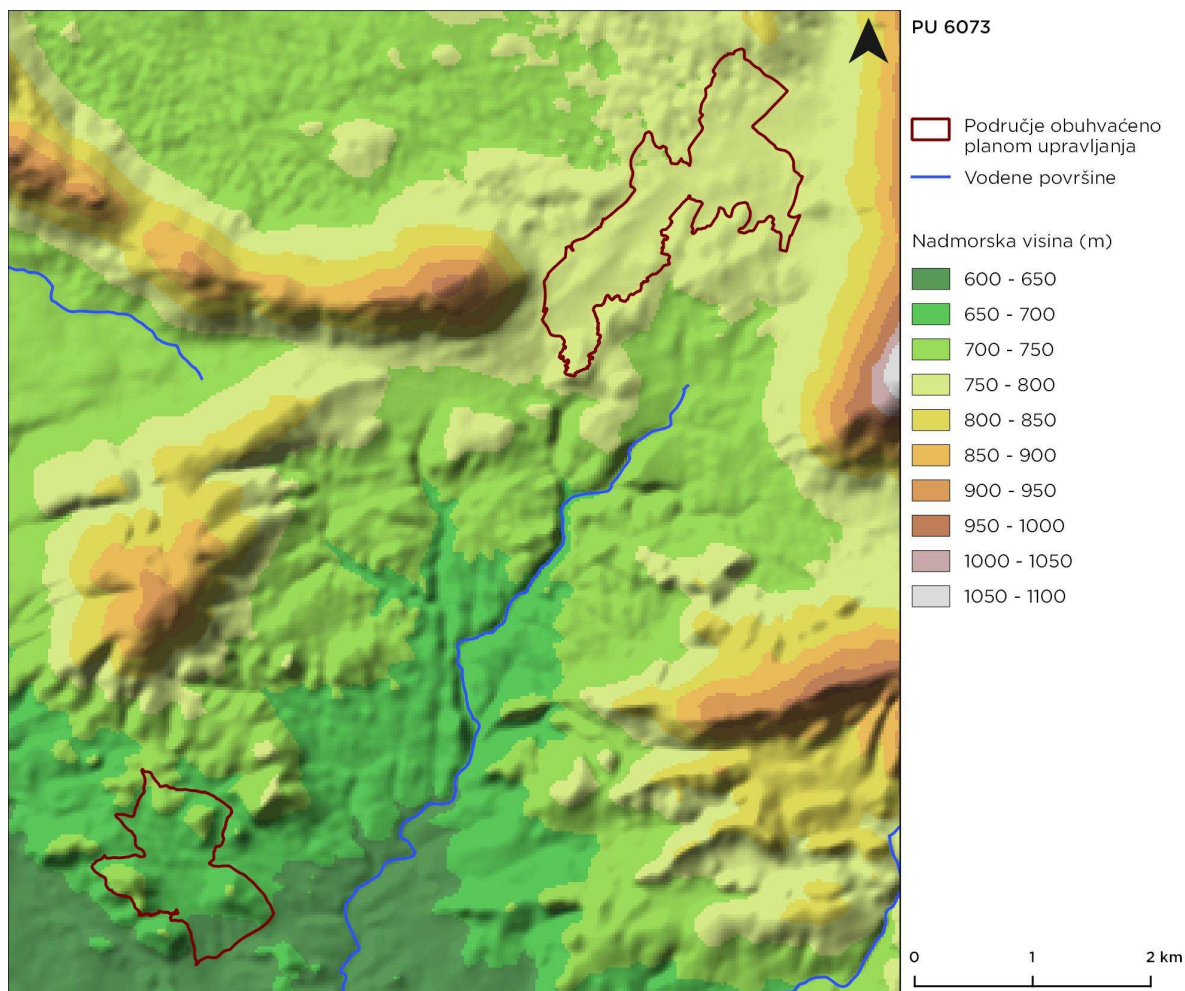 PU 6073
Područje obuhvaćeno
planom upravljanja
Vodene površine
Nadmorska visina (m)
600 - 650
650 - 700
700 - 750
750 - 800
800 - 850
850 - 900
900 - 950
950 - 1000
1000 - 1050
1050 - 1100
0 1 2 km